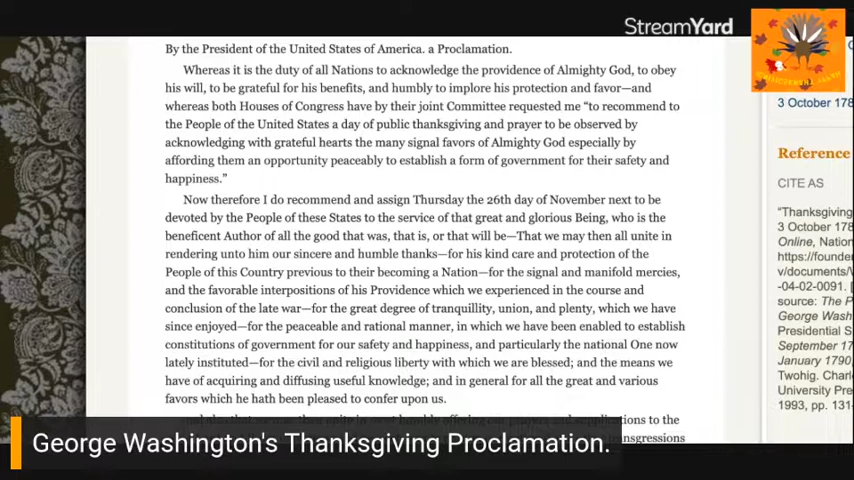 StreamYard
By the President of the United States of America. a Proclamation.
Whereas it is the duty of all Nations to acknowledge the providence of Almighty God, to obey
his will, to be grateful for his benefits, and humbly to implore his protection and favor—and
whereas both Houses of Congress have by their joint Committee requested me “to recommend to
the People of the United States a day of public thanksgiving and prayer to be observed by
acknowledging with grateful hearts the many signal favors of Almighty God especially by
affording them an opportunity peaceably to establish a form of government for their safety and
happiness.”
Now therefore I do recommend and assign Thursday the 26th day of November next to be
devoted by the People of these States to the service of that great and glorious Being, who is the
beneficent Author of all the good that was, that is, or that will be—That we may then all unite in
rendering unto him our sincere and humble thanks—for his kind care and protection of the
People of this Country previous to their becoming a Nation—for the signal and manifold mercies,
and the favorable interpositions of his Providence which we experienced in the course and
conclusion of the late war—for the great degree of tranquillity, union, and plenty, which we have
since enjoyed—for the peaceable and rational manner, in which we have been enabled to establish
constitutions of government for our safety and happiness, and particularly the national One now
lately instituted—for the civil and religious liberty with which we are blessed; and the means we
have of acquiring and diffusing useful knowledge; and in general for all the great and various
favors which he hath been pleased to confer upon us.
supplications to the
George Washington's Thanksgiving Proclamation.
3 October 178
Reference
CITE AS
“Thanksgiving
3 October 178
Online, Nation
https://founde
v/documents/
-04-02-0091. [
source: The P
George Wash
Presidential S
September 17
January 1790,
Twohig. Charl
University Pre
1993, pp. 131-